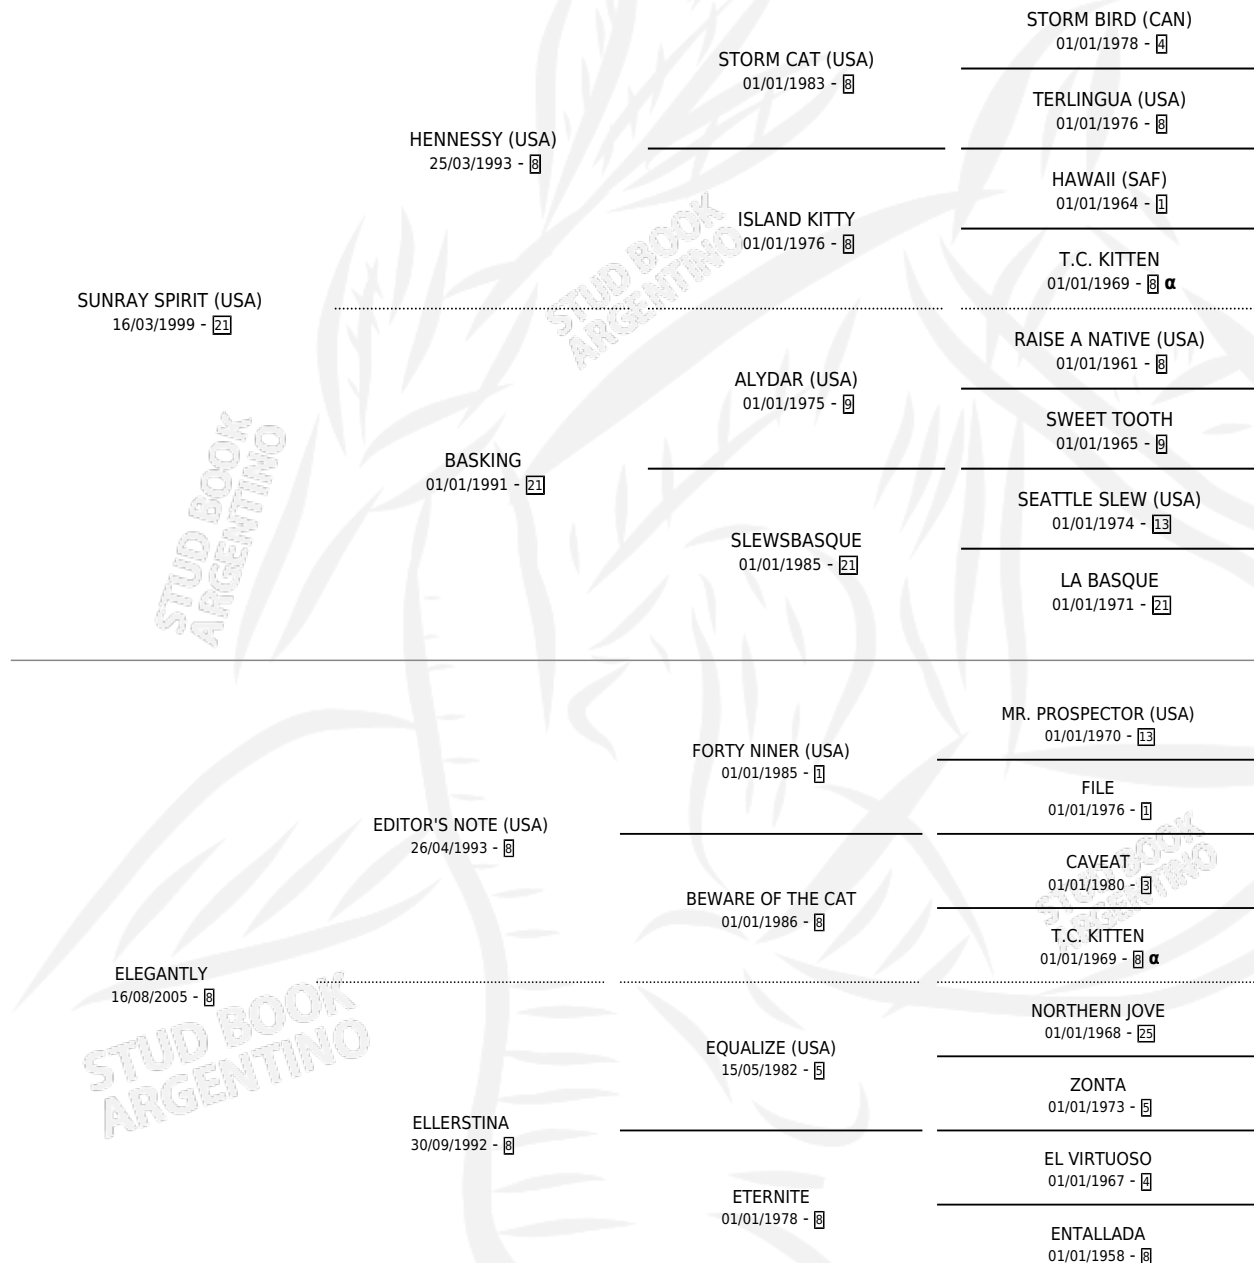 STORM BIRD (CAN)
01/01/1978 - 4
STORM CAT (USA)
01/01/1983 - 8
TERLINGUA (USA)
01/01/1976 - 8
HENNESSY (USA)
25/03/1993 - 8
HAWAII (SAF)
01/01/1964 - 1
ISLAND KITTY
01/01/1976 - 8
T.C. KITTEN
01/01/1969 - 8 α
SUNRAY SPIRIT (USA)
16/03/1999 - 21
RAISE A NATIVE (USA)
01/01/1961 - 8
ALYDAR (USA)
01/01/1975 - 9
SWEET TOOTH
01/01/1965 - 9
BASKING
01/01/1991 - 21
SEATTLE SLEW (USA)
01/01/1974 - 13
SLEWSBASQUE
01/01/1985 - 21
LA BASQUE
01/01/1971 - 21
MR. PROSPECTOR (USA)
01/01/1970 - 13
FORTY NINER (USA)
01/01/1985 - 1
FILE
01/01/1976 - 1
EDITOR'S NOTE (USA)
26/04/1993 - 8
CAVEAT
01/01/1980 - 3
BEWARE OF THE CAT
01/01/1986 - 8
T.C. KITTEN
01/01/1969 - 8 α
ELEGANTLY
16/08/2005 - 8
NORTHERN JOVE
01/01/1968 - 25
EQUALIZE (USA)
15/05/1982 - 5
ZONTA
01/01/1973 - 5
ELLERSTINA
30/09/1992 - 8
EL VIRTUOSO
01/01/1967 - 4
ETERNITE
01/01/1978 - 8
ENTALLADA
01/01/1958 - 8
STUD BOOK
ARGENTINO
STUD BOOK
ARGENTINO
STUD BOOK
ARGENTINO
STUD BOOK
ARGENTINO